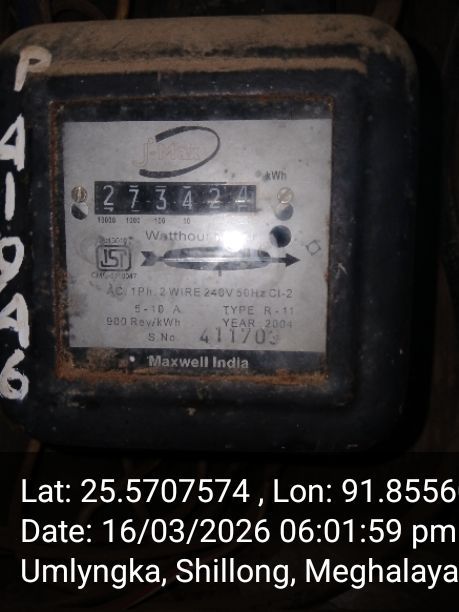 P
A
1
0
A
6
J-Max
kWh
2 7 3 4 2 4
10000 1000 100 10
Watthour
ISI
AC. 1Ph. 2 WIRE 240V 50Hz Cl-2
5-10 A TYPE R-11
900 Rev/kWh YEAR 2004
S.No. 411703
Maxwell India
Lat: 25.5707574 , Lon: 91.8556
Date: 16/03/2026 06:01:59 pm
Umlyngka, Shillong, Meghalaya